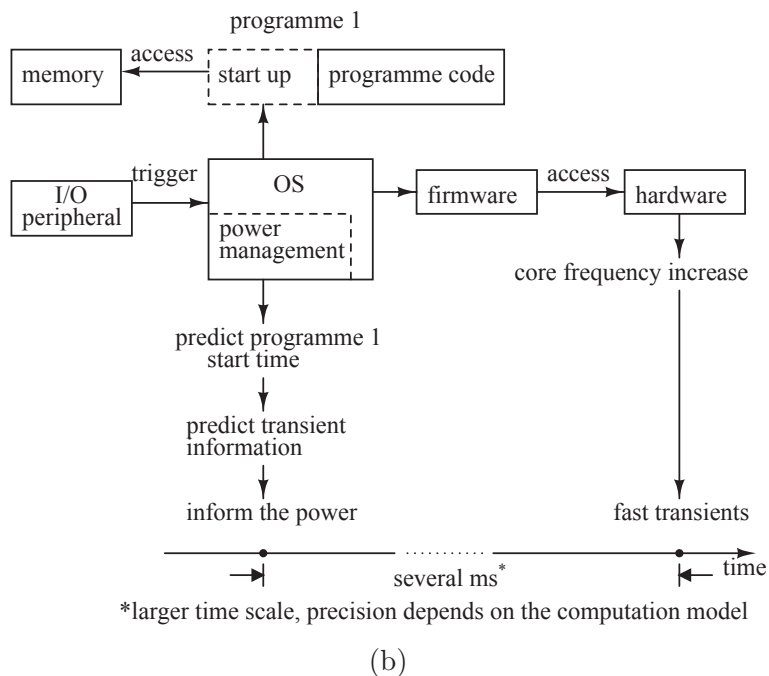 programme 1
access
memory
start up
programme code
trigger
OS
access
I/O
peripheral
firmware
hardware
power
management
core frequency increase
predict programme 1
start time
predict transient
information
inform the power
fast transients
several ms*
time
*larger time scale, precision depends on the computation model
(b)